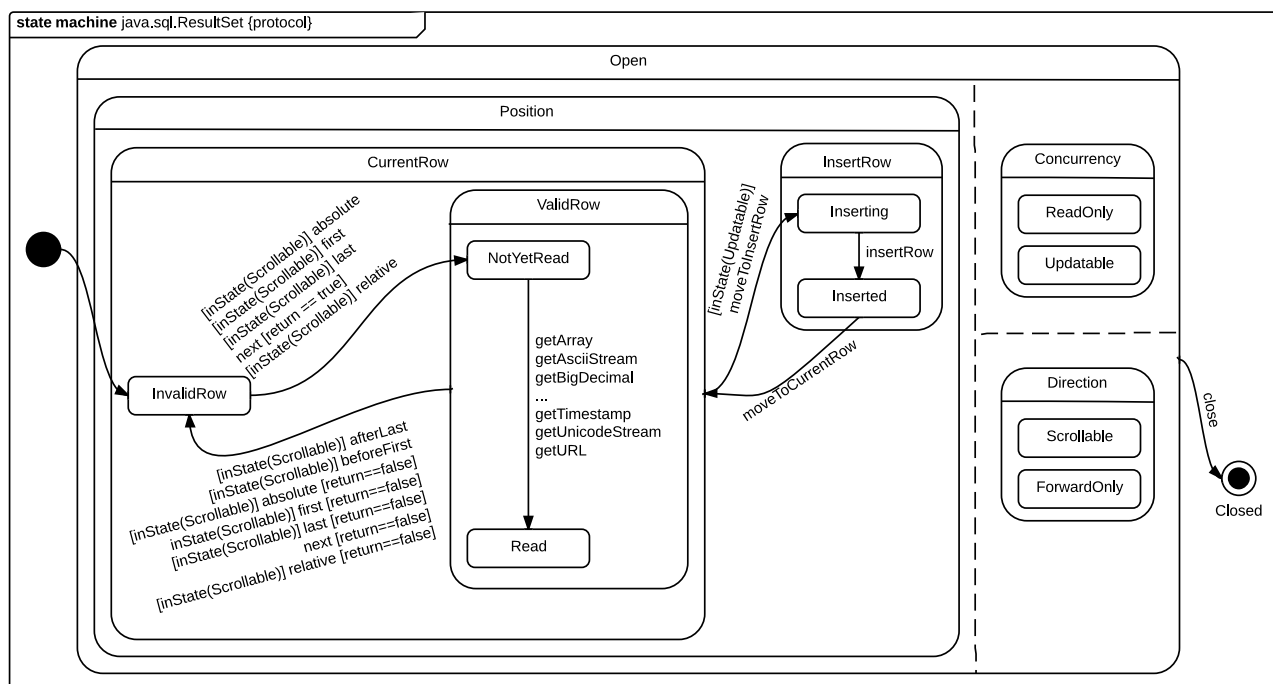 state machine java.sql.ResultSet {protocol}
Open
Position
CurrentRow
InsertRow
Concurrency
ValidRow
Inserting
ReadOnly
NotYetRead
insertRow
Updatable
Inserted
[inState(Scrollable)] absolute
[inState(Scrollable)] first
[inState(Scrollable)] last
next [return == true]
[inState(Scrollable)] relative
[inState(Updatable)]
moveToInsertRow
getArray
getAsciiStream
getBigDecimal
...
getTimestamp
getUnicodeStream
getURL
moveToCurrentRow
InvalidRow
Direction
close
Scrollable
ForwardOnly
Closed
[inState(Scrollable)] afterLast
[inState(Scrollable)] beforeFirst
[inState(Scrollable)] absolute [return==false]
inState(Scrollable)] first [return==false]
[inState(Scrollable)] last [return==false]
next [return==false]
[inState(Scrollable)] relative [return==false]
Read